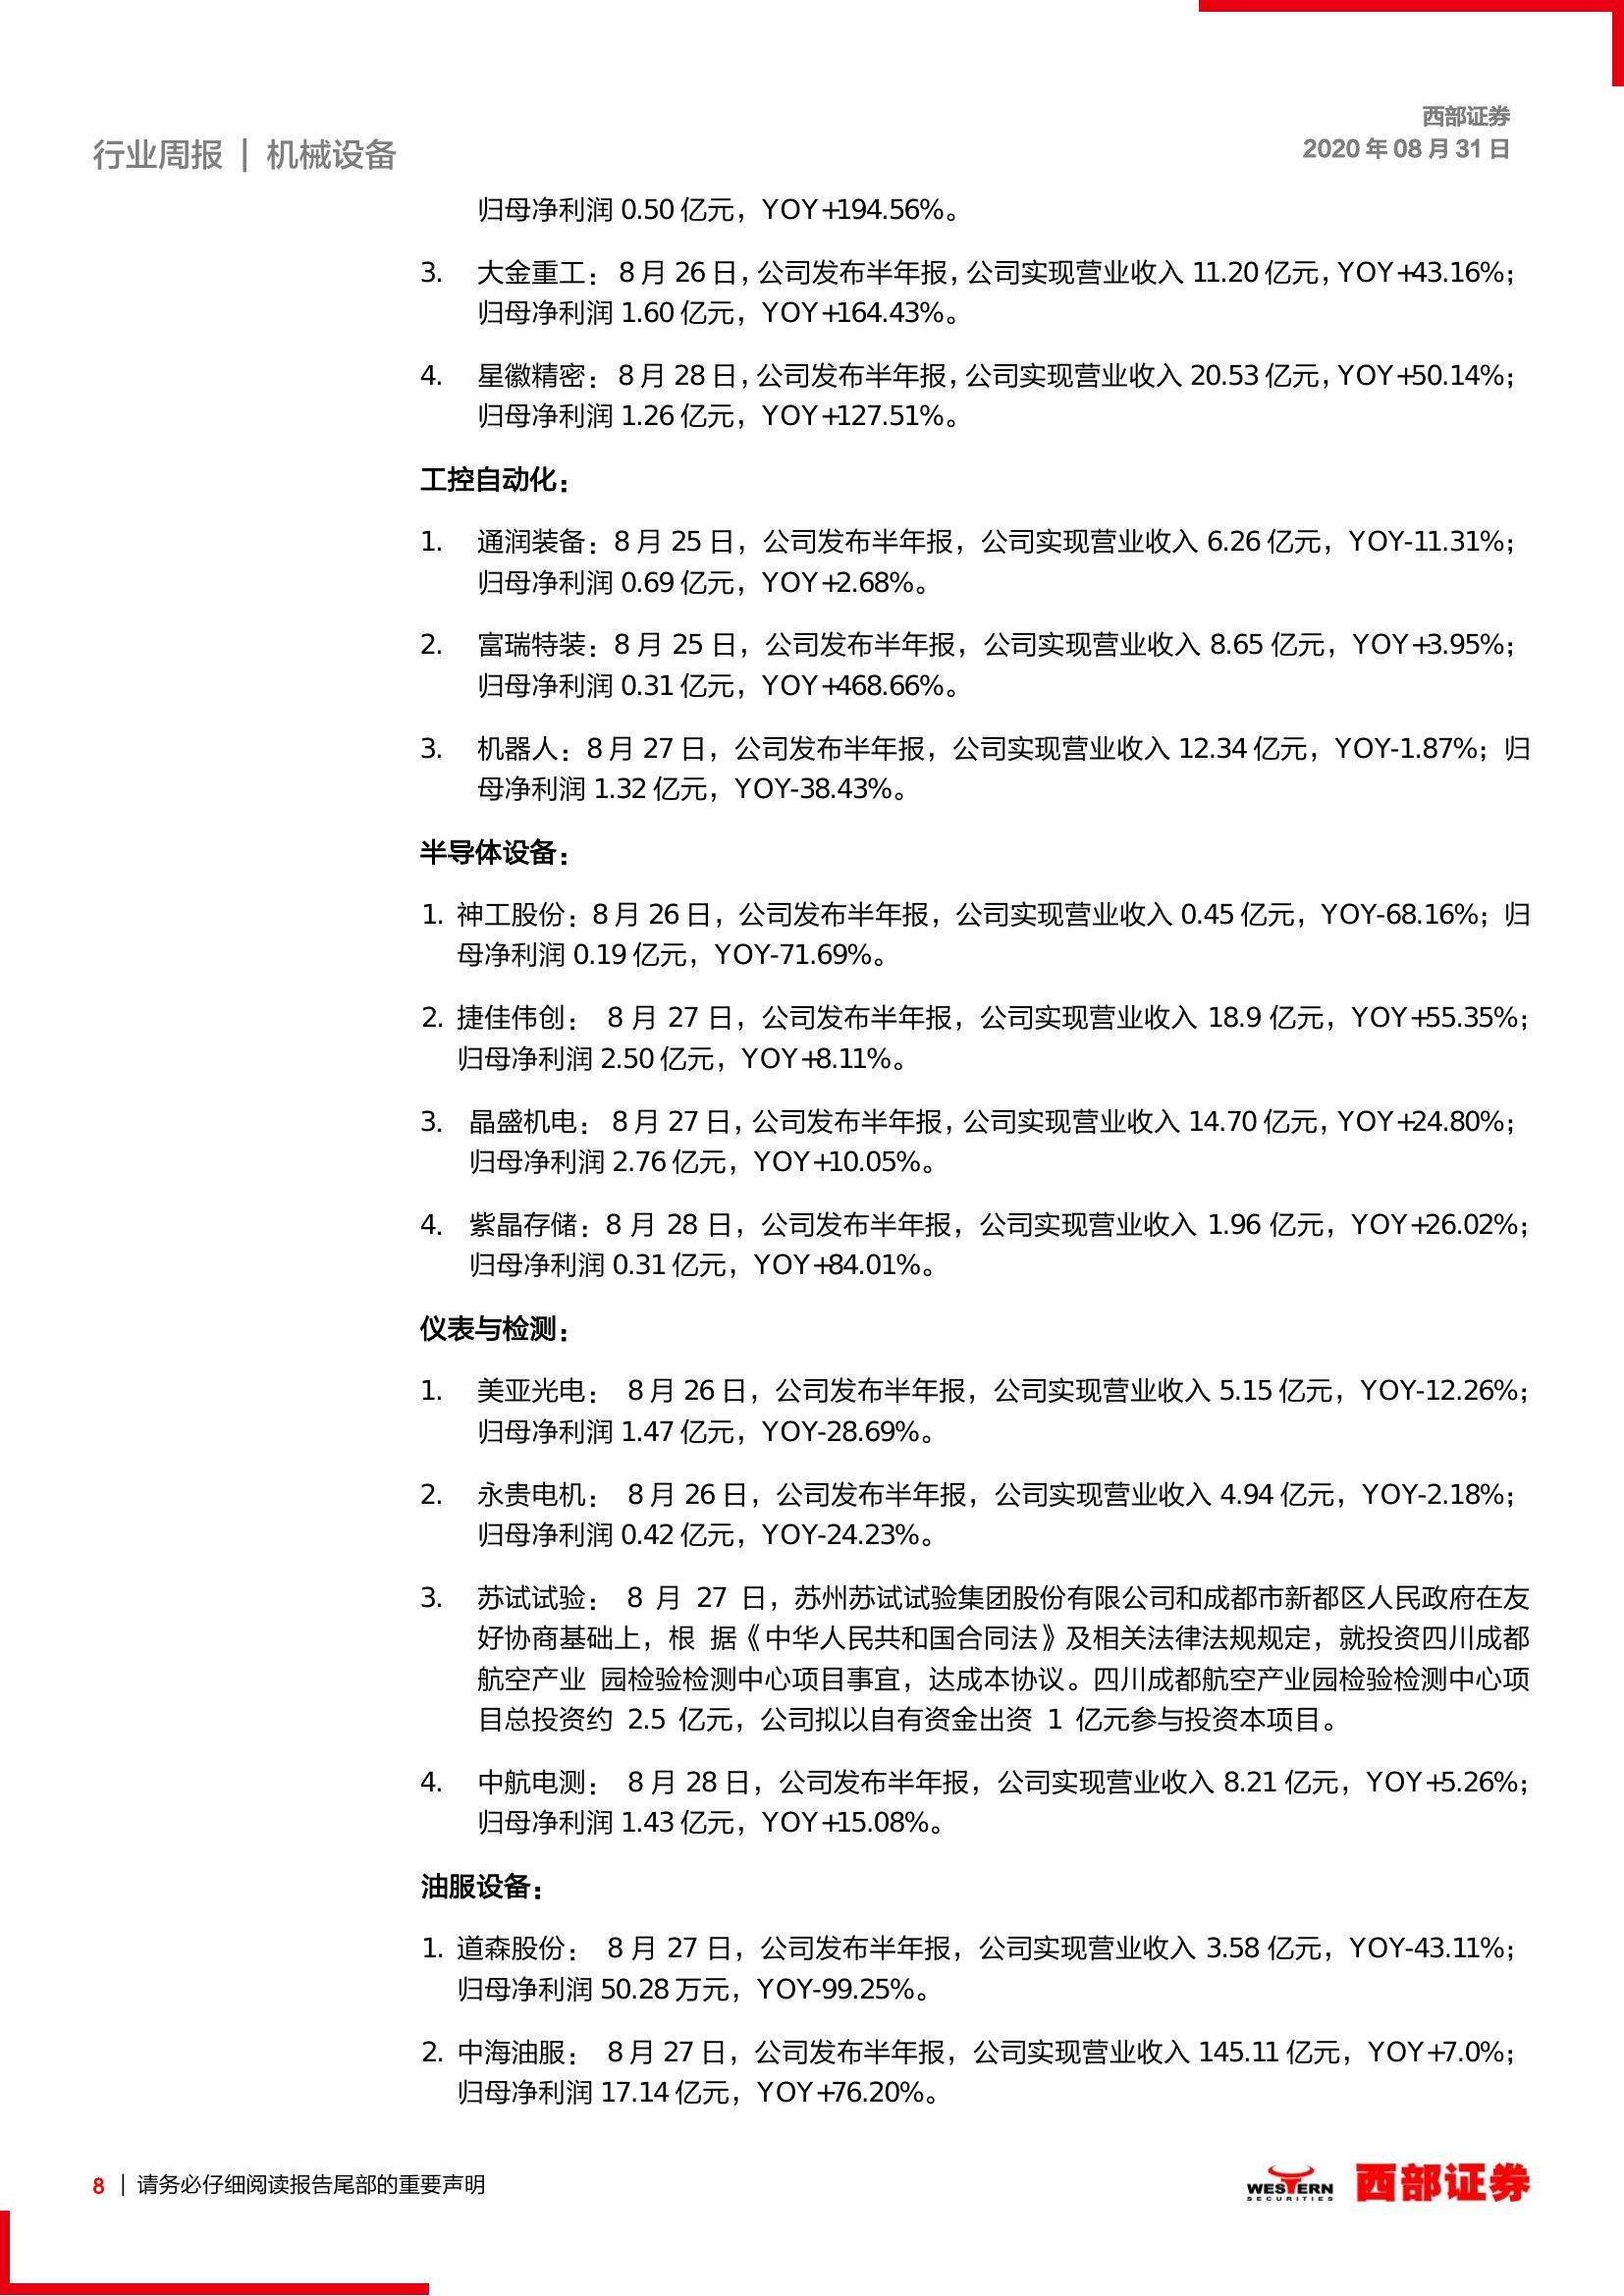 西部证券
行业周报 | 机械设备
2020 年 08 月 31 日
归母净利润 0.50 亿元，YOY+194.56%。
3. 大金重工： 8 月 26 日，公司发布半年报，公司实现营业收入 11.20 亿元，YOY+43.16%；
归母净利润 1.60 亿元，YOY+164.43%。
4. 星徽精密： 8 月 28 日，公司发布半年报，公司实现营业收入 20.53 亿元，YOY+50.14%；
归母净利润 1.26 亿元，YOY+127.51%。
工控自动化：
1. 通润装备：8 月 25 日，公司发布半年报，公司实现营业收入 6.26 亿元，YOY-11.31%；
归母净利润 0.69 亿元，YOY+2.68%。
2. 富瑞特装：8 月 25 日，公司发布半年报，公司实现营业收入 8.65 亿元，YOY+3.95%；
归母净利润 0.31 亿元，YOY+468.66%。
3. 机器人：8 月 27 日，公司发布半年报，公司实现营业收入 12.34 亿元，YOY-1.87%；归
母净利润 1.32 亿元，YOY-38.43%。
半导体设备：
1. 神工股份：8 月 26 日，公司发布半年报，公司实现营业收入 0.45 亿元，YOY-68.16%；归
母净利润 0.19 亿元，YOY-71.69%。
2. 捷佳伟创： 8 月 27 日，公司发布半年报，公司实现营业收入 18.9 亿元，YOY+55.35%；
归母净利润 2.50 亿元，YOY+8.11%。
3. 晶盛机电： 8 月 27 日，公司发布半年报，公司实现营业收入 14.70 亿元，YOY+24.80%；
归母净利润 2.76 亿元，YOY+10.05%。
4. 紫晶存储：8 月 28 日，公司发布半年报，公司实现营业收入 1.96 亿元，YOY+26.02%；
归母净利润 0.31 亿元，YOY+84.01%。
仪表与检测：
1. 美亚光电： 8 月 26 日，公司发布半年报，公司实现营业收入 5.15 亿元，YOY-12.26%；
归母净利润 1.47 亿元，YOY-28.69%。
2. 永贵电机： 8 月 26 日，公司发布半年报，公司实现营业收入 4.94 亿元，YOY-2.18%；
归母净利润 0.42 亿元，YOY-24.23%。
3. 苏试试验： 8 月 27 日，苏州苏试试验集团股份有限公司和成都市新都区人民政府在友
好协商基础上，根 据《中华人民共和国合同法》及相关法律法规规定，就投资四川成都
航空产业 园检验检测中心项目事宜，达成本协议。四川成都航空产业园检验检测中心项
目总投资约 2.5 亿元，公司拟以自有资金出资 1 亿元参与投资本项目。
4. 中航电测： 8 月 28 日，公司发布半年报，公司实现营业收入 8.21 亿元，YOY+5.26%；
归母净利润 1.43 亿元，YOY+15.08%。
油服设备：
1. 道森股份： 8 月 27 日，公司发布半年报，公司实现营业收入 3.58 亿元，YOY-43.11%；
归母净利润 50.28 万元，YOY-99.25%。
2. 中海油服： 8 月 27 日，公司发布半年报，公司实现营业收入 145.11 亿元，YOY+7.0%；
归母净利润 17.14 亿元，YOY+76.20%。
8 | 请务必仔细阅读报告尾部的重要声明
WESTERN
SECURITIES
西部证券